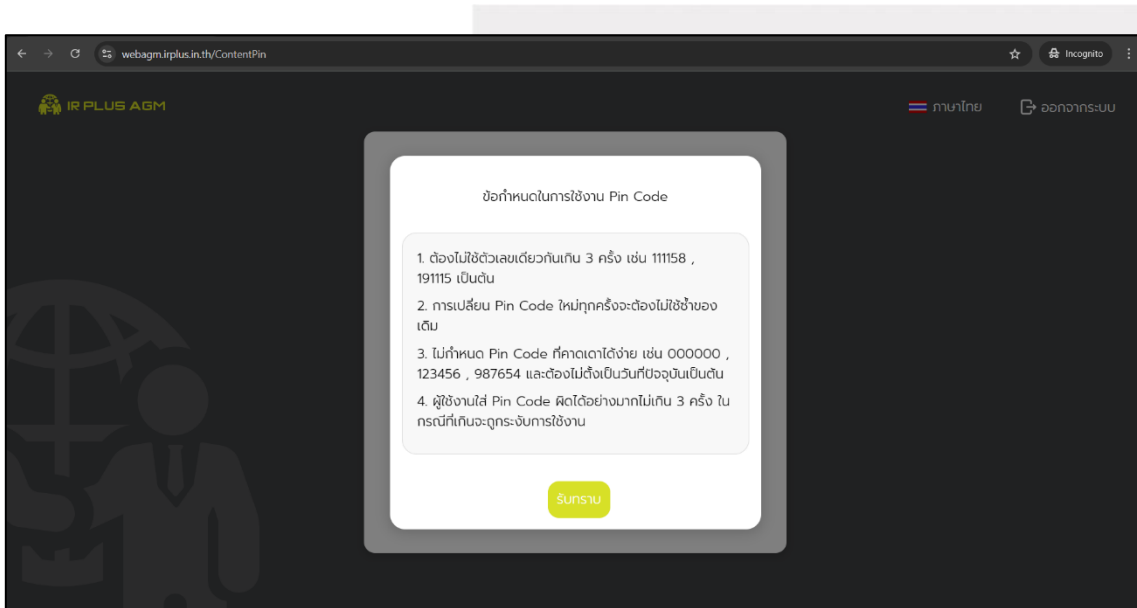 webagm.irplus.in.th/ContentPin
Incognito
IR PLUS AGM
ภาษาไทย
ออกจากระบบ
ข้อกำหนดในการใช้งาน Pin Code
1. ต้องไม่ใช้ตัวเลขเดียวกันเกิน 3 ครั้ง เช่น 111158 ,
191115 เป็นต้น
2. การเปลี่ยน Pin Code ใหม่ทุกครั้งจะต้องไม่ใช้ซ้ำของ
เดิม
3. ไม่กำหนด Pin Code ที่คาดเดาได้ง่าย เช่น 000000 ,
123456 , 987654 และต้องไม่ตั้งเป็นวันที่ปัจจุบันเป็นต้น
4. ผู้ใช้งานใส่ Pin Code ผิดได้อย่างมากไม่เกิน 3 ครั้ง ใน
กรณีที่เกินจะถูกระงับการใช้งาน
รับทราบ